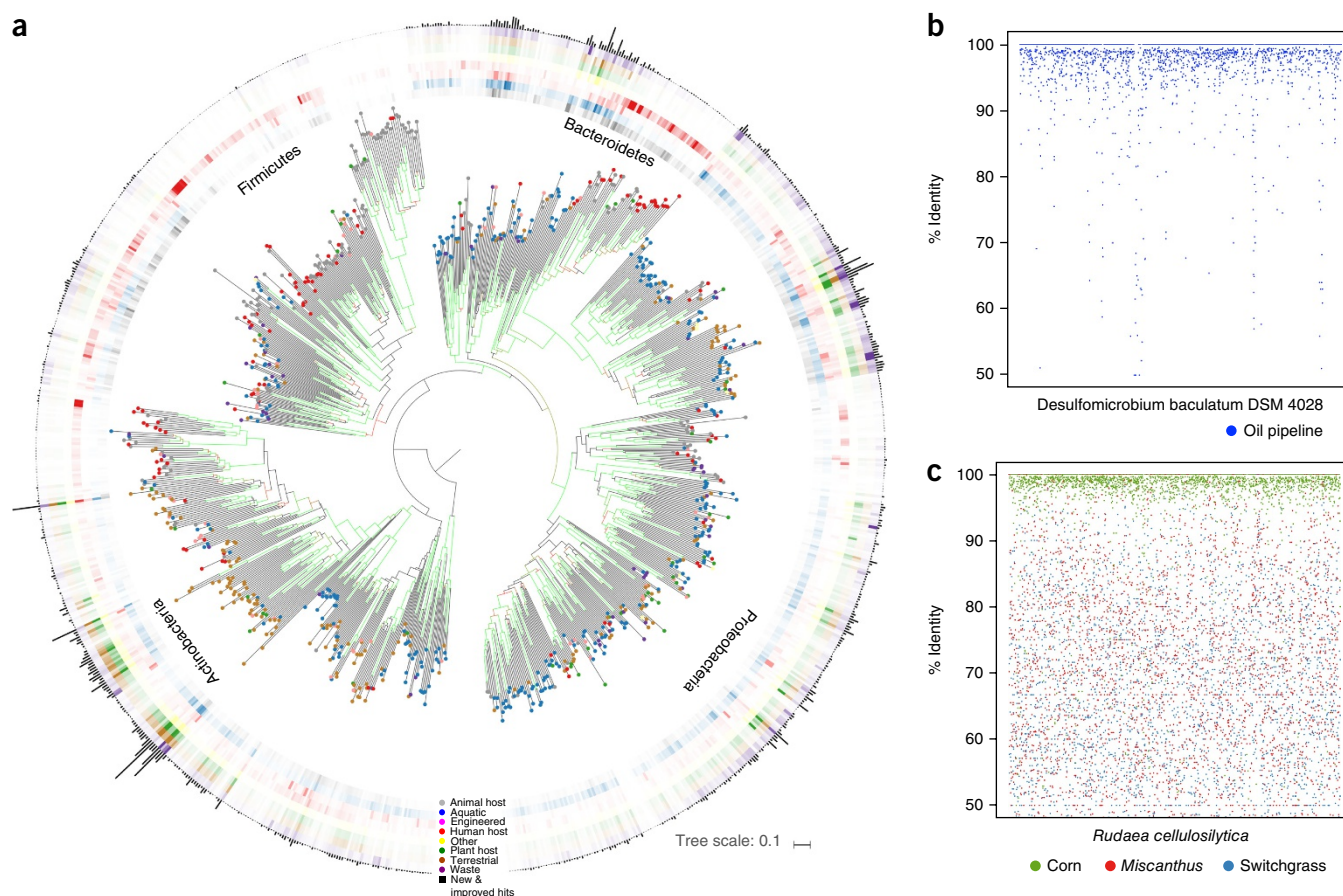 a
Firmicutes
Bacteroidetes
Actinobacteria
Proteobacteria
Animal host
Aquatic
Engineered
Human host
Other
Plant host
Terrestrial
Waste
New &
improved hits
Tree scale: 0.1
b
100
90
80
70
60
50
% Identity
Desulfomicrobium baculatum DSM 4028
Oil pipeline
c
100
90
80
70
60
50
% Identity
Rudaea cellulosilytica
Corn
Miscanthus
Switchgrass